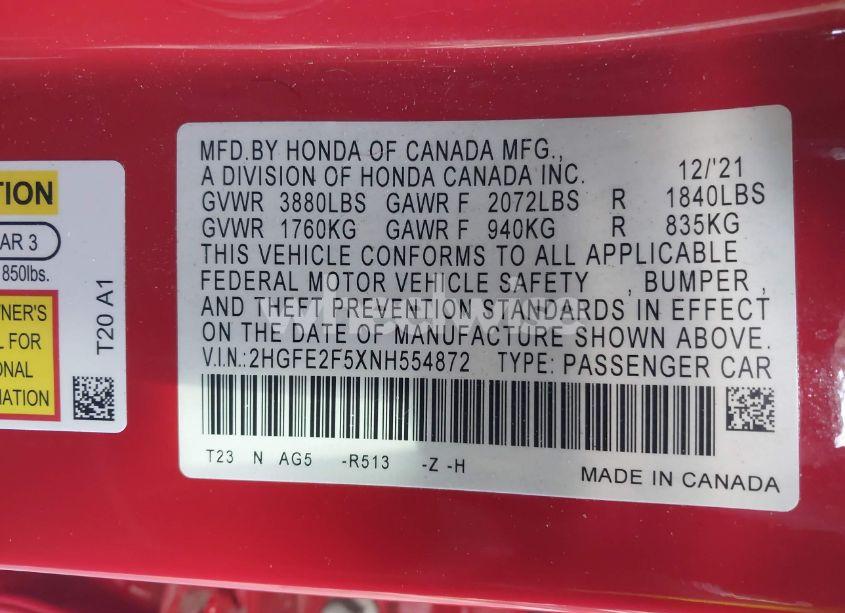 TION
AR 3
850lbs.
WNER'S
L FOR
ONAL
MATION
T20 A1
MFD.BY HONDA OF CANADA MFG.,
A DIVISION OF HONDA CANADA INC. 12/'21
GVWR 3880LBS GAWR F 2072LBS R 1840LBS
GVWR 1760KG GAWR F 940KG R 835KG
THIS VEHICLE CONFORMS TO ALL APPLICABLE
FEDERAL MOTOR VEHICLE SAFETY , BUMPER ,
AND THEFT PREVENTION STANDARDS IN EFFECT
ON THE DATE OF MANUFACTURE SHOWN ABOVE.
V.I.N.:2HGFE2F5XNH554872 TYPE: PASSENGER CAR
T23 N AG5 -R513 -Z -H
MADE IN CANADA